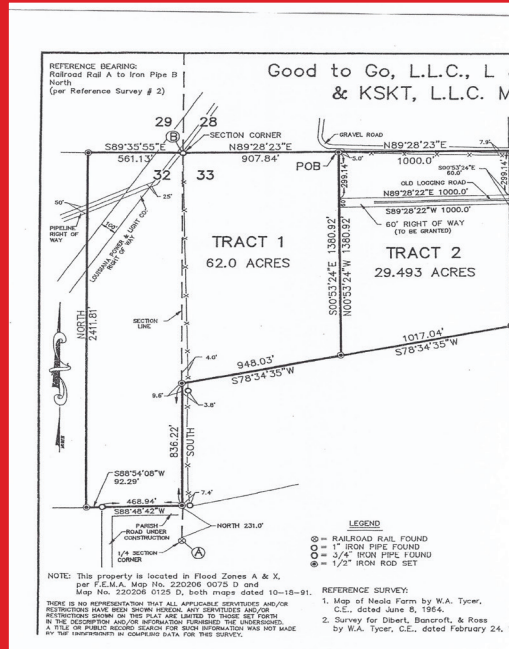 REFERENCE BEARING:
Railroad Rail A to Iron Pipe B
North
(per Reference Survey # 2)
Good to Go, L.L.C., L
& KSKT, L.L.C. M
29
28
B
SECTION CORNER
GRAVEL ROAD
S89°35'55"E
561.13'
N89°28'23"E
907.84'
N89°28'23"E
1000.0'
7.9'
POB
5.0'
S00°53'24"E
60.0'
299.14'
299.14'
OLD LOGGING ROAD
N89°28'22"E 1000.0'
32
33
25'
50'
PIPELINE
RIGHT OF
WAY
100'
LOUISIANA POWER & LIGHT CO.
RIGHT OF WAY
60'
S89°28'22"W 1000.0'
60' RIGHT OF WAY
(TO BE GRANTED)
TRACT 1
62.0 ACRES
S00°53'24"E 1380.92'
N00°53'24"W 1380.92'
TRACT 2
29.493 ACRES
NORTH
2411.81'
SECTION
LINE
4.0'
948.03'
S78°34'35"W
1017.04'
S78°34'35"W
9.6'
3.8'
836.22'
SOUTH
S88°54'08"W
92.29'
468.94'
S88°48'42"W
7.4'
NORTH 231.0'
PARISH
ROAD UNDER
CONSTRUCTION
1/4 SECTION
CORNER
A
LEGEND
= RAILROAD RAIL FOUND
= 1" IRON PIPE FOUND
= 3/4" IRON PIPE FOUND
= 1/2" IRON ROD SET
NOTE: This property is located in Flood Zones A & X,
per F.E.M.A. Map No. 220206 0075 D and
Map No. 220206 0125 D, both maps dated 10-18-91.
THERE IS NO REPRESENTATION THAT ALL APPLICABLE SERVITUDES AND/OR
RESTRICTIONS HAVE BEEN SHOWN HEREON. ANY SERVITUDES AND/OR
RESTRICTIONS SHOWN ON THIS PLAT ARE LIMITED TO THOSE SET FORTH
IN THE DESCRIPTION AND/OR INFORMATION FURNISHED THE UNDERSIGNED.
A TITLE OR PUBLIC RECORD SEARCH FOR SUCH INFORMATION WAS NOT MADE
BY THE UNDERSIGNED IN COMPILING DATA FOR THIS SURVEY.
REFERENCE SURVEY:
1. Map of Neola Farm by W.A. Tycer,
C.E., dated June 8, 1964.
2. Survey for Dibert, Bancroft, & Ross
by W.A. Tycer, C.E., dated February 24,